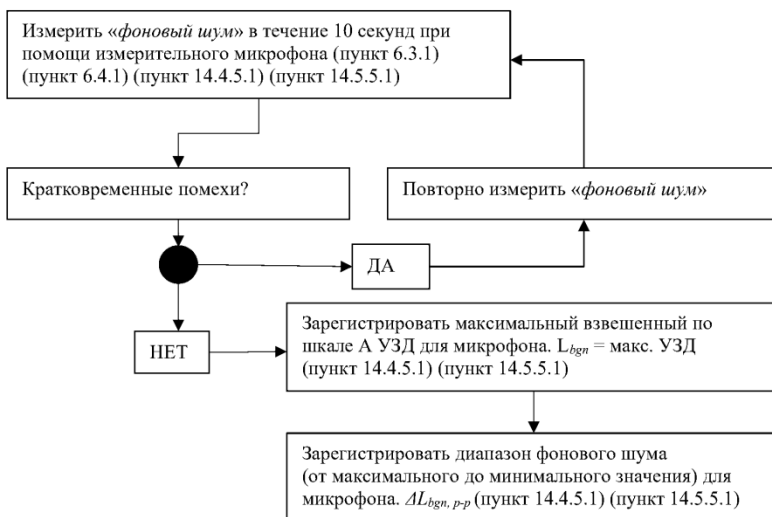 Измерить «фоновый шум» в течение 10 секунд при
помощи измерительного микрофона (пункт 6.3.1)
(пункт 6.4.1) (пункт 14.4.5.1) (пункт 14.5.5.1)
Кратковременные помехи?
Повторно измерить «фоновый шум»
ДА
НЕТ
Зарегистрировать максимальный взвешенный по
шкале А УЗД для микрофона. Lbgn = макс. УЗД
(пункт 14.4.5.1) (пункт 14.5.5.1)
Зарегистрировать диапазон фонового шума
(от максимального до минимального значения) для
микрофона. ΔLbgn, p-p (пункт 14.4.5.1) (пункт 14.5.5.1)